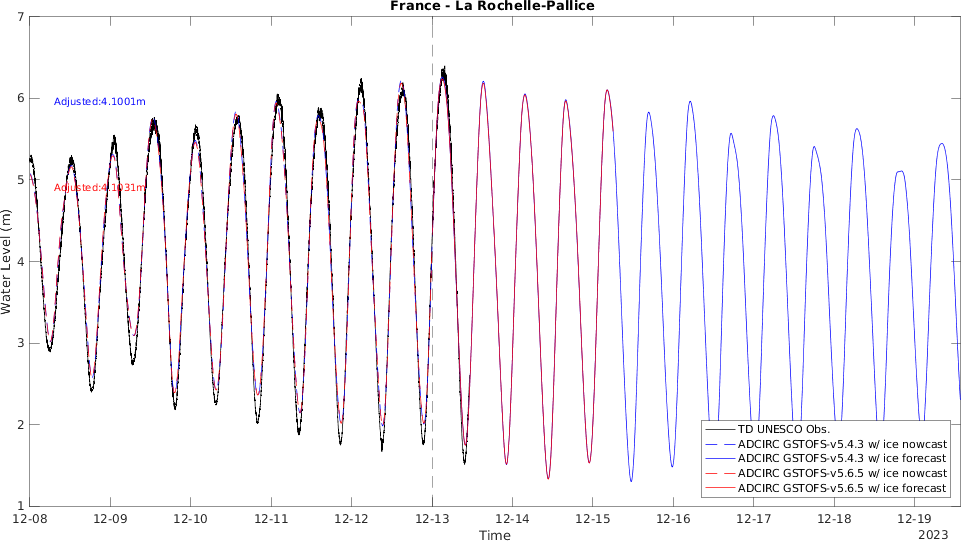 France - La Rochelle-Pallice
7
6
5
4
3
2
1
Water Level (m)
Adjusted:4.1001m
Adjusted:4.1031m
TD UNESCO Obs.
ADCIRC GSTOFS-v5.4.3 w/ ice nowcast
ADCIRC GSTOFS-v5.4.3 w/ ice forecast
ADCIRC GSTOFS-v5.6.5 w/ ice nowcast
ADCIRC GSTOFS-v5.6.5 w/ ice forecast
12-08 12-09 12-10 12-11 12-12 12-13 12-14 12-15 12-16 12-17 12-18 12-19
Time
2023